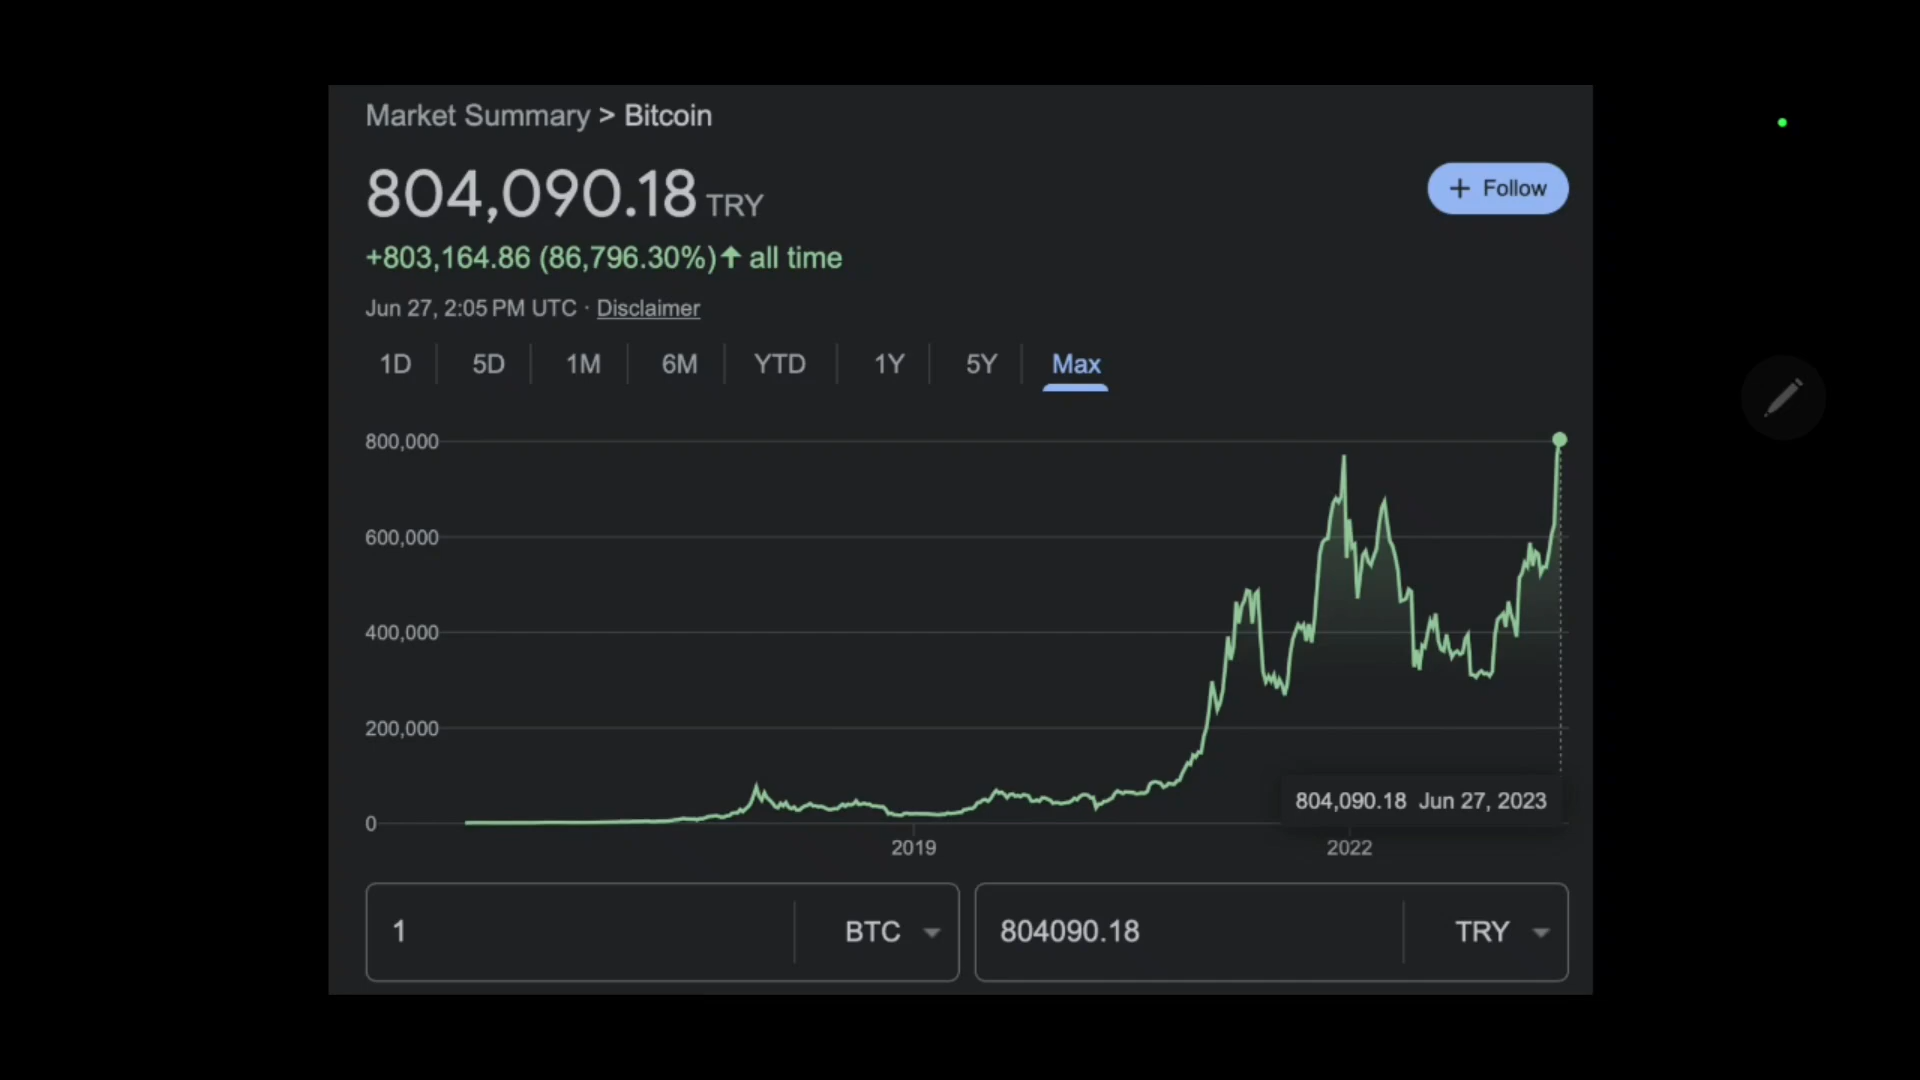 Market Summary > Bitcoin
804,090.18 TRY
+ Follow
+803,164.86 (86,796.30%)↑ all time
Jun 27, 2:05 PM UTC · Disclaimer
1D 5D 1M 6M YTD 1Y 5Y Max
800,000
600,000
400,000
200,000
804,090.18 Jun 27, 2023
0
2019 2022
1 BTC 804090.18 TRY